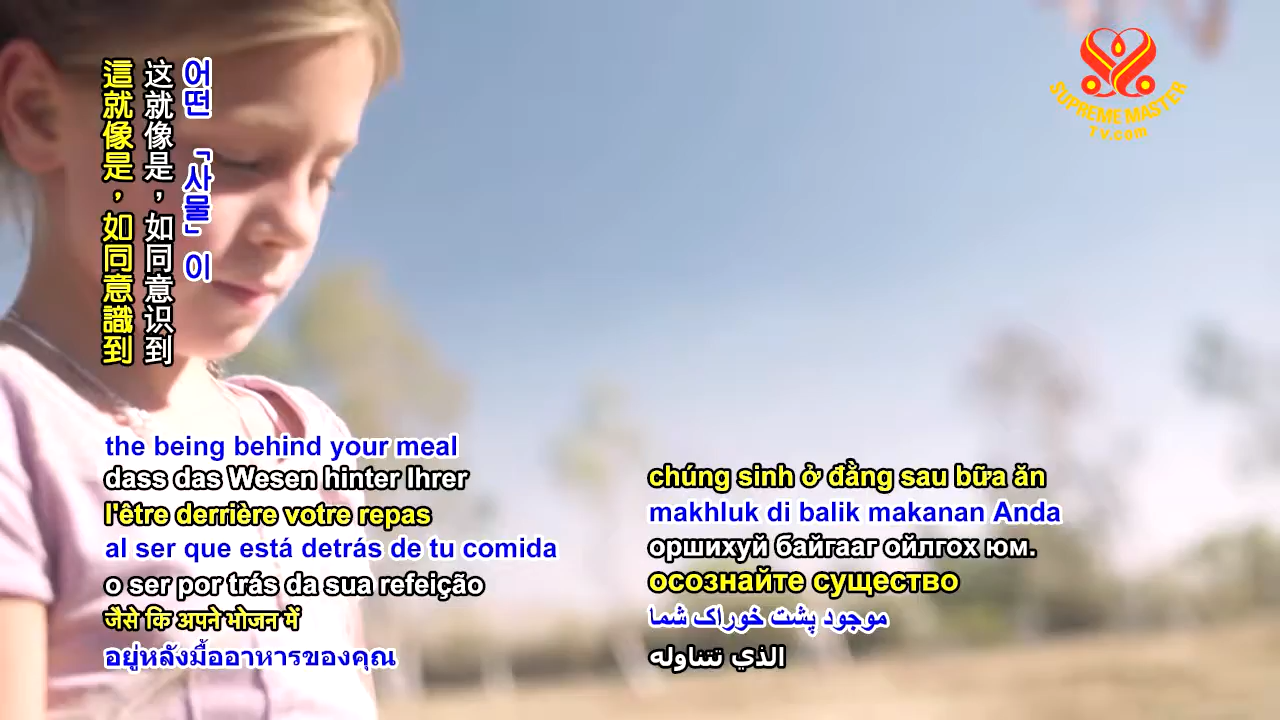 어떤 「사물」이
这就像是，如同意识到
這就像是，如同意識到
SUPREME MASTER
TV.com
the being behind your meal
dass das Wesen hinter Ihrer
l'être derrière votre repas
al ser que está detrás de tu comida
o ser por trás da sua refeição
जैसे कि अपने भोजन में
อยู่หลังมื้ออาหารของคุณ
chúng sinh ở đằng sau bữa ăn
makhluk di balik makanan Anda
оршихуй байгааг ойлгох юм.
осознайте существо
موجود پشت خوراک شما
الذي تتناوله